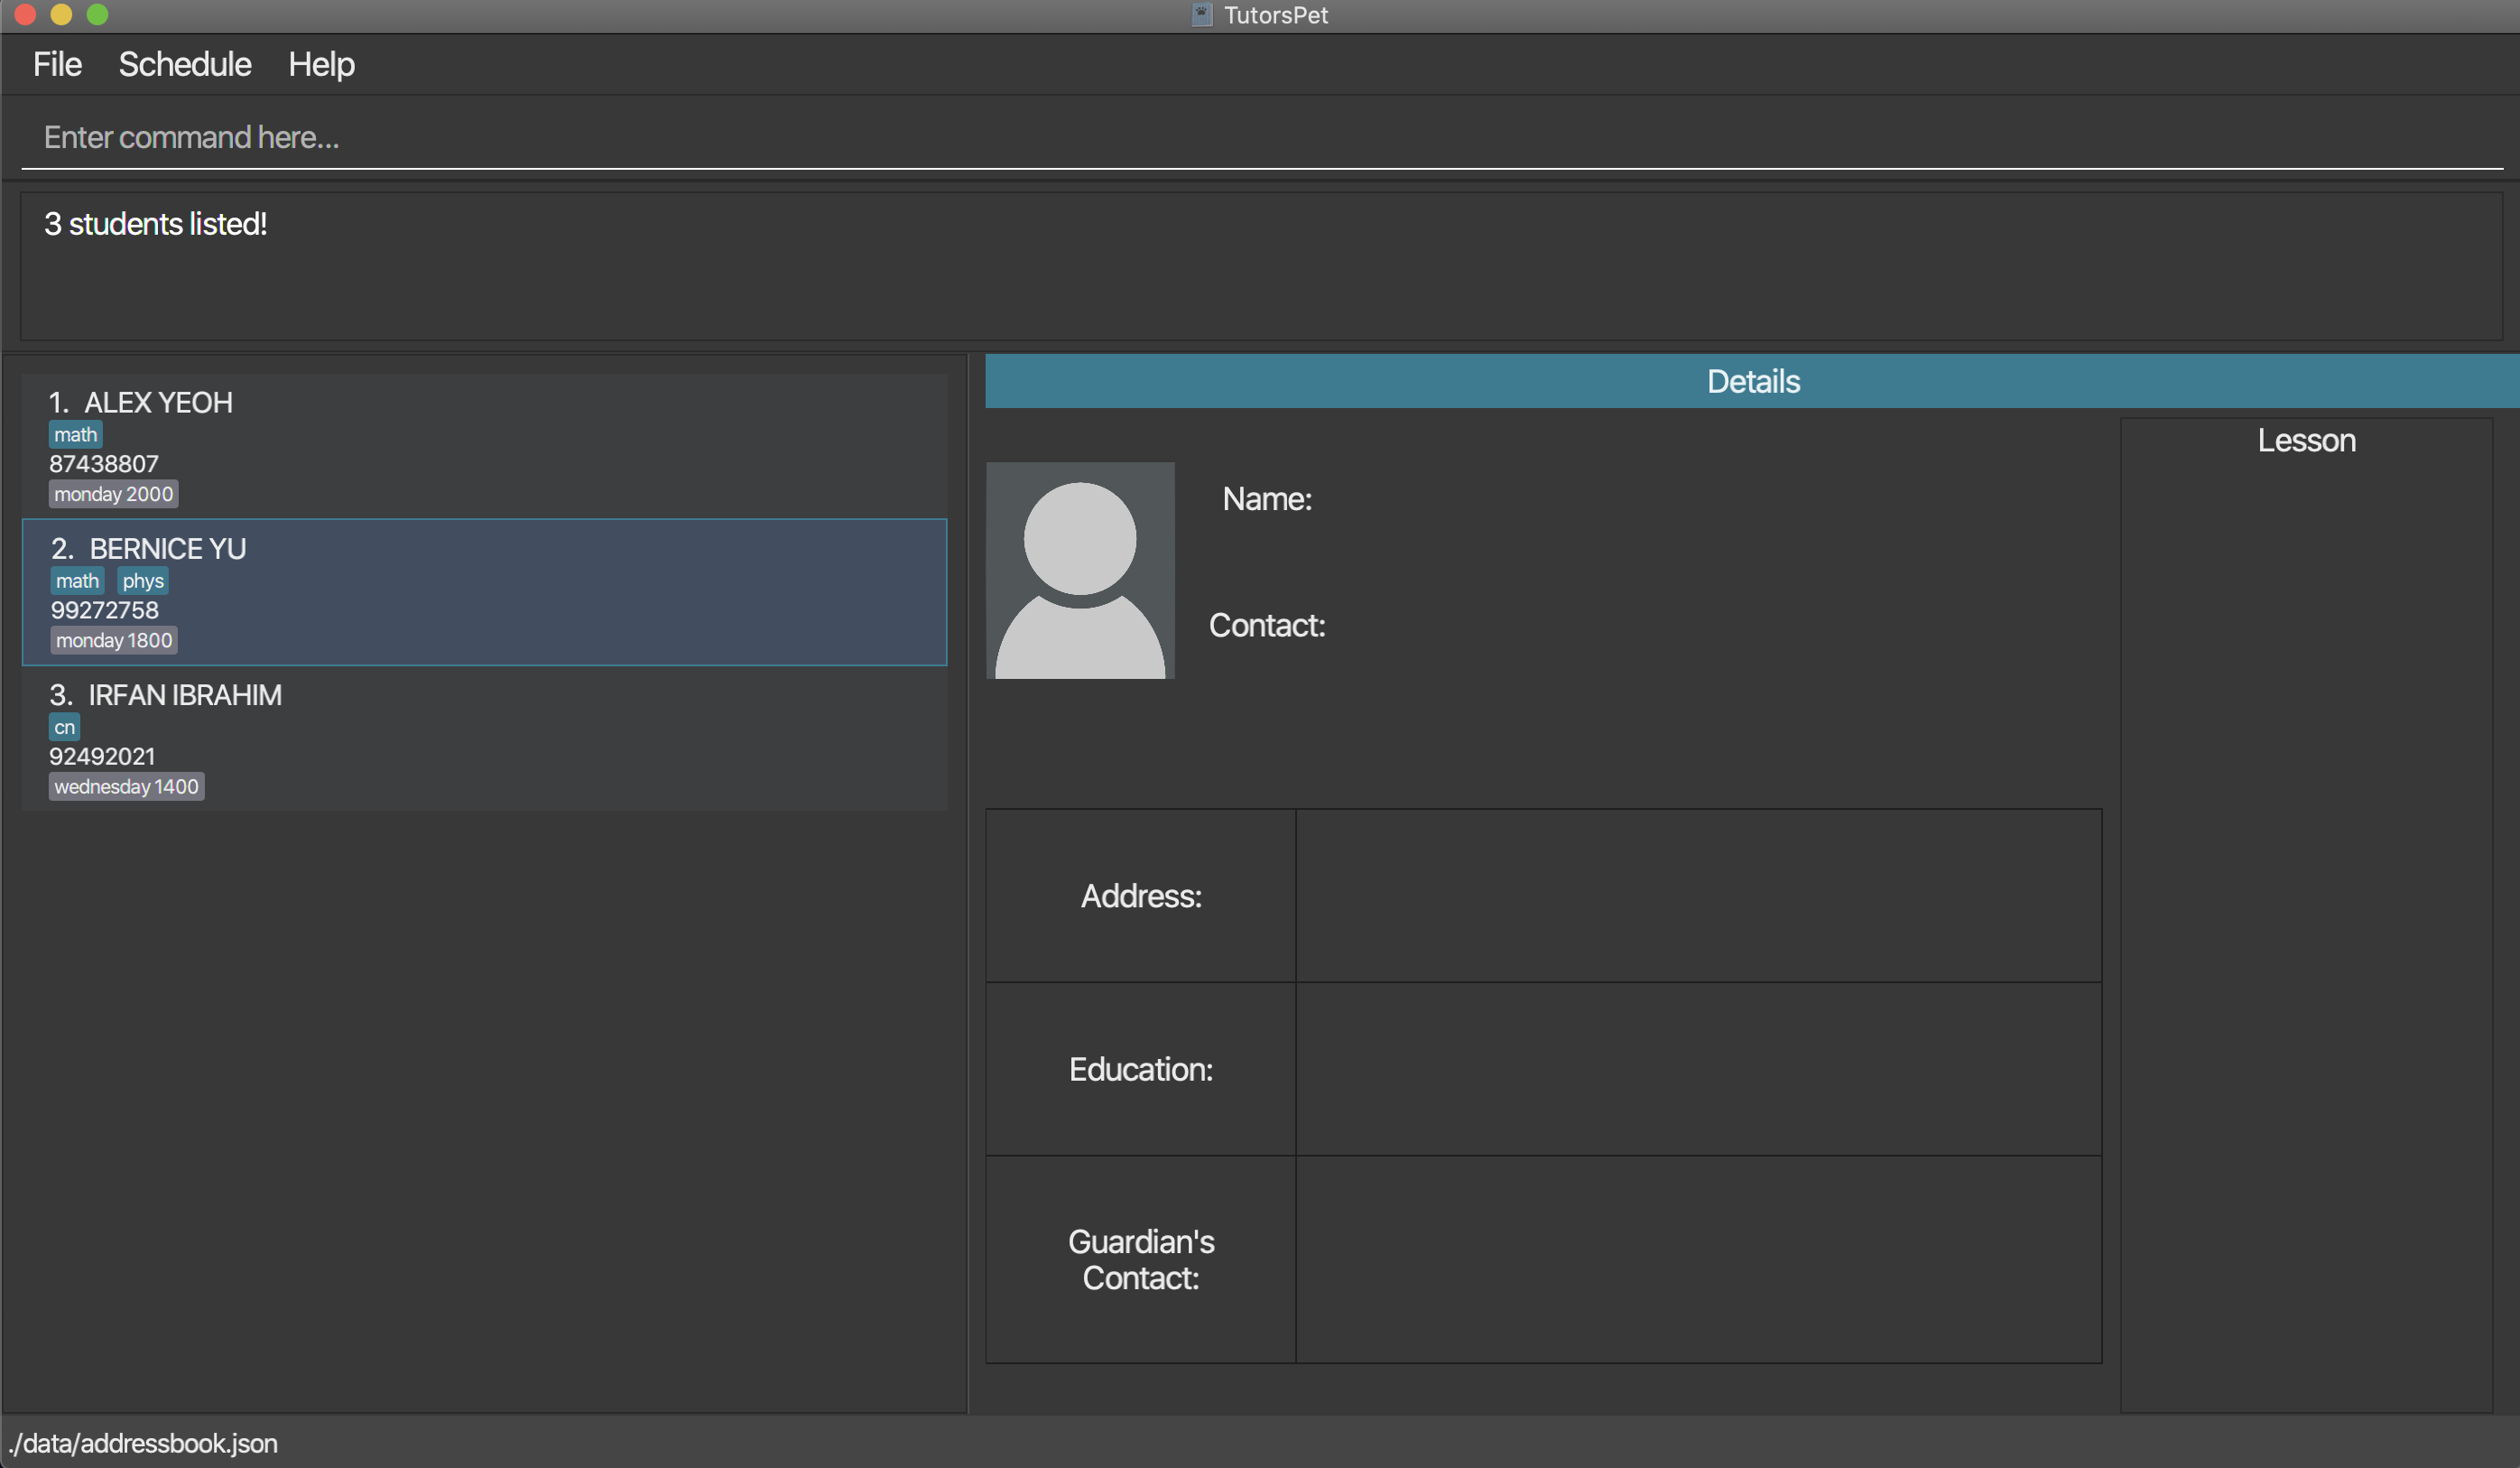 TutorsPet
File Schedule Help
Enter command here...
3 students listed!
1. ALEX YEOH
math
87438807
monday 2000
2. BERNICE YU
math phys
99272758
monday 1800
3. IRFAN IBRAHIM
cn
92492021
wednesday 1400
Details
Name:
Contact:
Address:
Education:
Guardian's
Contact:
Lesson
./data/addressbook.json